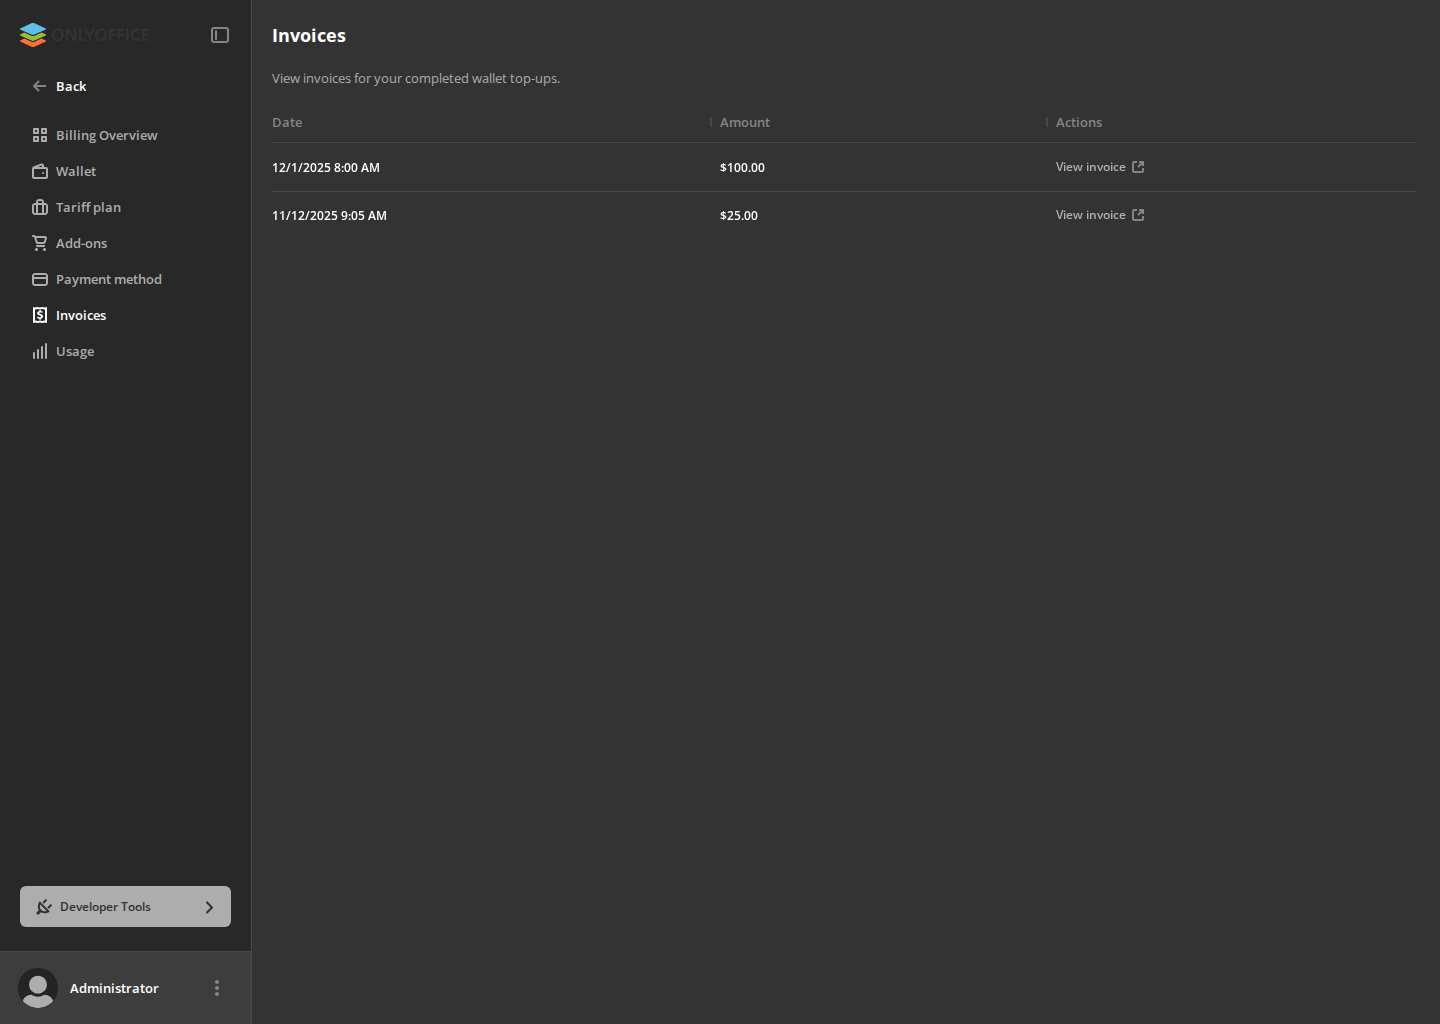 ONLYOFFICE
Back
Billing Overview
Wallet
Tariff plan
Add-ons
Payment method
Invoices
Usage
Developer Tools
Administrator
Invoices
View invoices for your completed wallet top-ups.
Date Amount Actions
12/1/2025 8:00 AM $100.00 View invoice
11/12/2025 9:05 AM $25.00 View invoice